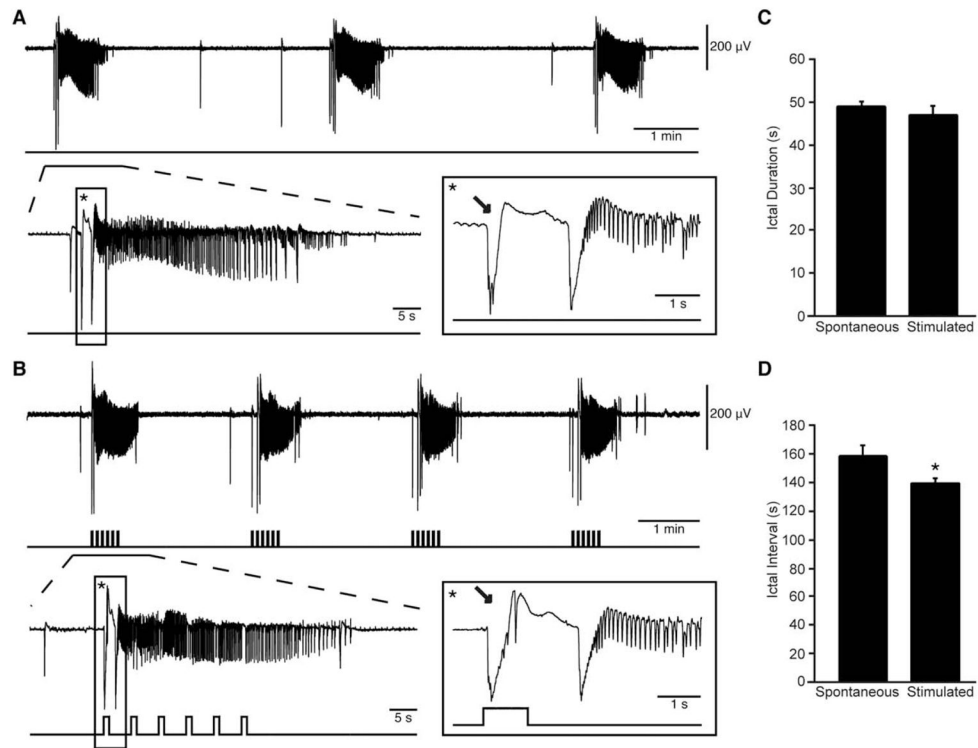 A
200 µV
1 min
*
5 s
*
1 s
B
200 µV
1 min
*
5 s
*
1 s
C
Ictal Duration (s)
60
50
40
30
20
10
0
Spontaneous Stimulated
D
Ictal Interval (s)
180
160
140
120
100
80
60
40
20
0
*
Spontaneous Stimulated